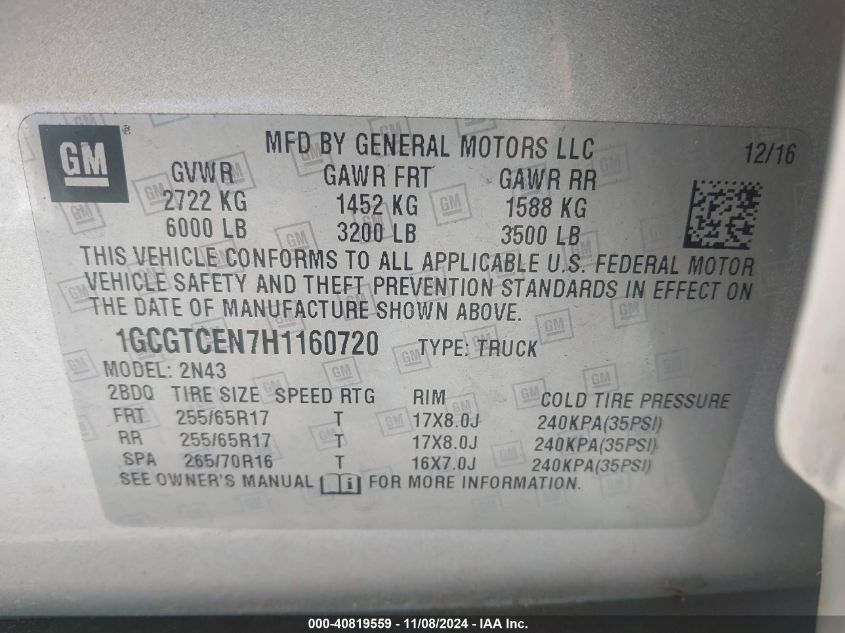 GM ®
MFD BY GENERAL MOTORS LLC 12/16
GVWR GAWR FRT GAWR RR
2722 KG 1452 KG 1588 KG
6000 LB 3200 LB 3500 LB
THIS VEHICLE CONFORMS TO ALL APPLICABLE U.S. FEDERAL MOTOR
VEHICLE SAFETY AND THEFT PREVENTION STANDARDS IN EFFECT ON
THE DATE OF MANUFACTURE SHOWN ABOVE.
1GCGTCEN7H1160720 TYPE: TRUCK
MODEL: 2N43
2BDQ TIRE SIZE SPEED RTG RIM COLD TIRE PRESSURE
FRT 255/65R17 T 17X8.0J 240KPA(35PSI)
RR 255/65R17 T 17X8.0J 240KPA(35PSI)
SPA 265/70R16 T 16X7.0J 240KPA(35PSI)
SEE OWNER'S MANUAL FOR MORE INFORMATION.
000-40819559 - 11/08/2024 - IAA Inc.